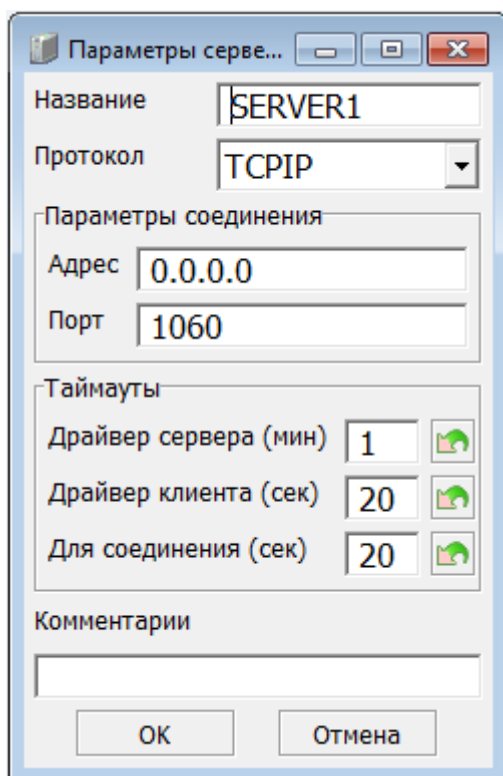 Параметры серве...
Название SERVER1
Протокол TCPIP
Параметры соединения
Адрес 0.0.0.0
Порт 1060
Таймауты
Драйвер сервера (мин) 1
Драйвер клиента (сек) 20
Для соединения (сек) 20
Комментарии
OK Отмена